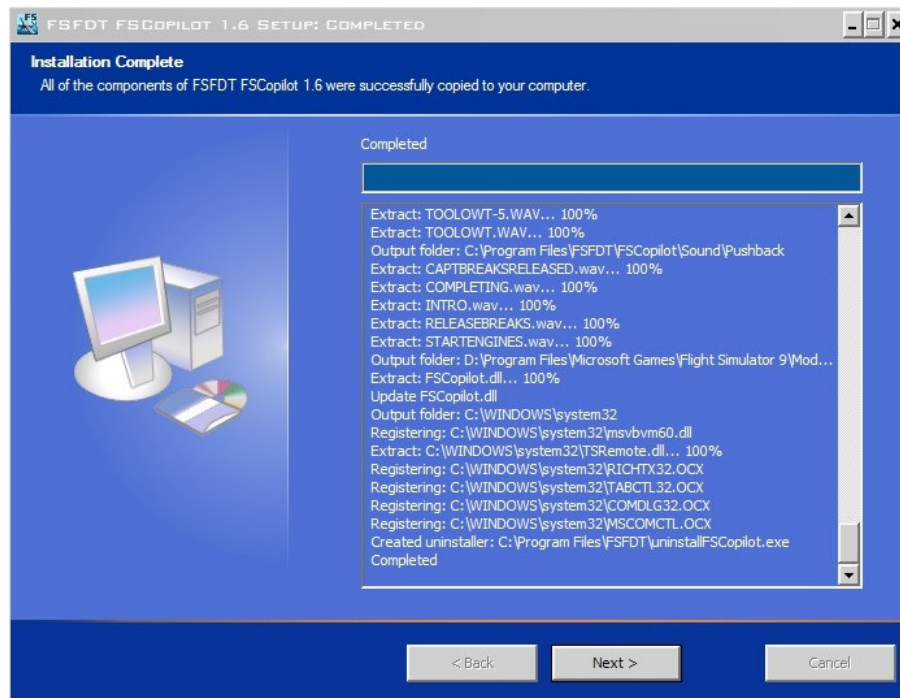 FS
FSFDT FSCopilot 1.6 Setup: Completed
Installation Complete
All of the components of FSFDT FSCopilot 1.6 were successfully copied to your computer.
Completed
Extract: TOOLOWT-5.WAV... 100%
Extract: TOOLOWT.WAV... 100%
Output folder: C:\Program Files\FSFDT\FSCopilot\Sound\Pushback
Extract: CAPTBREAKSRELEASED.wav... 100%
Extract: COMPLETING.wav... 100%
Extract: INTRO.wav... 100%
Extract: RELEASEBREAKS.wav... 100%
Extract: STARTENGINES.wav... 100%
Output folder: D:\Program Files\Microsoft Games\Flight Simulator 9\Mod...
Extract: FSCopilot.dll... 100%
Update FSCopilot.dll
Output folder: C:\WINDOWS\system32
Registering: C:\WINDOWS\system32\msvbvm60.dll
Extract: C:\WINDOWS\system32\TSRemote.dll... 100%
Registering: C:\WINDOWS\system32\RICHTX32.OCX
Registering: C:\WINDOWS\system32\TABCTL32.OCX
Registering: C:\WINDOWS\system32\COMDLG32.OCX
Registering: C:\WINDOWS\system32\MSCOMCTL.OCX
Created uninstaller: C:\Program Files\FSFDT\uninstallFSCopilot.exe
Completed
< Back
Next >
Cancel